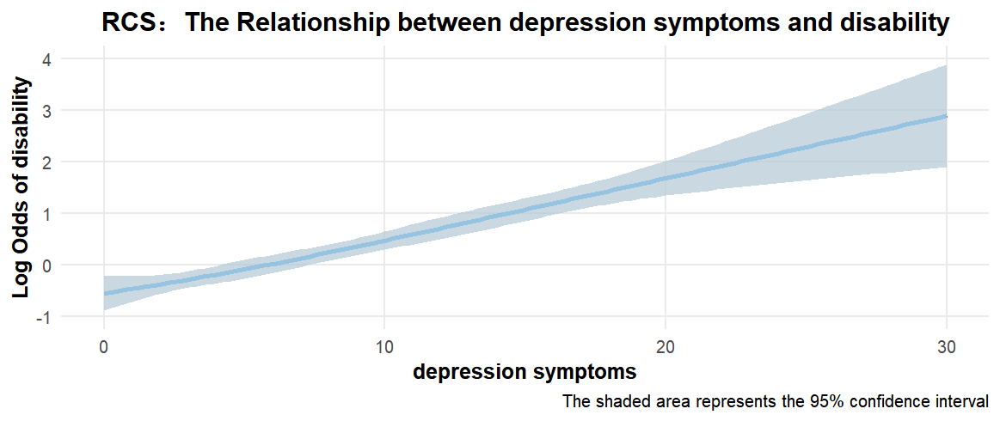 RCS： The Relationship between depression symptoms and disability
Log Odds of disability
4
3
2
1
0
-1
0 10 20 30
depression symptoms
The shaded area represents the 95% confidence interval